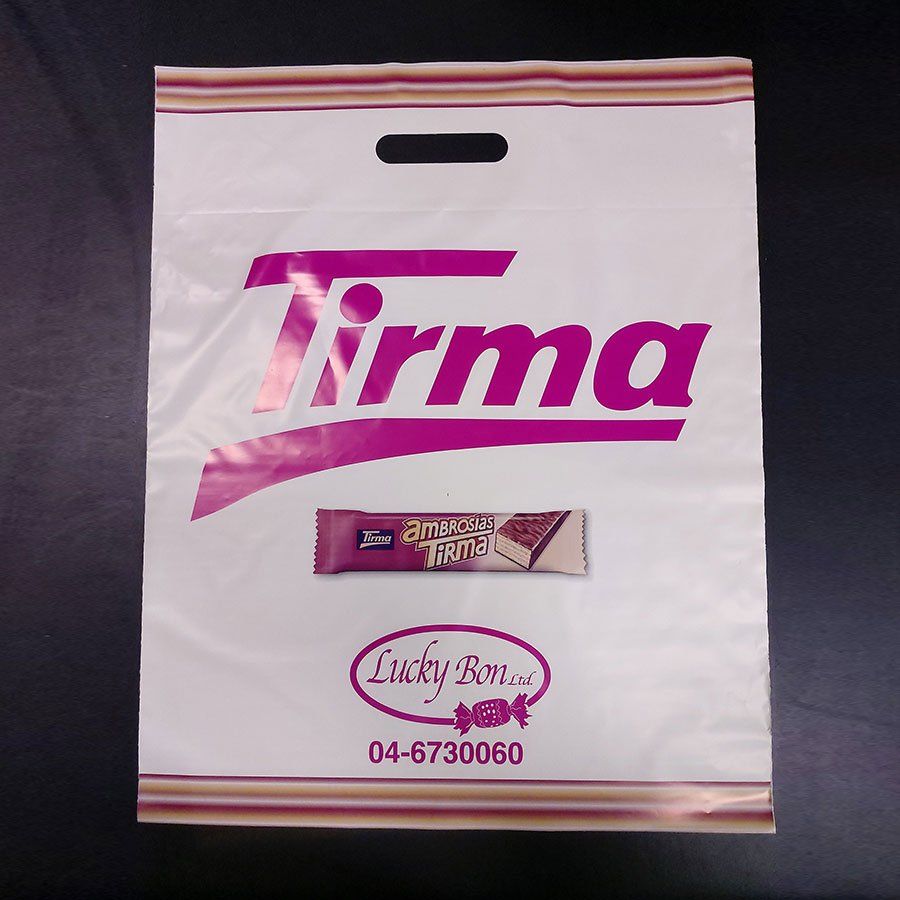 Tirma
Tirma
amBROSías
TiRMa
Lucky Bon Ltd.
04-6730060